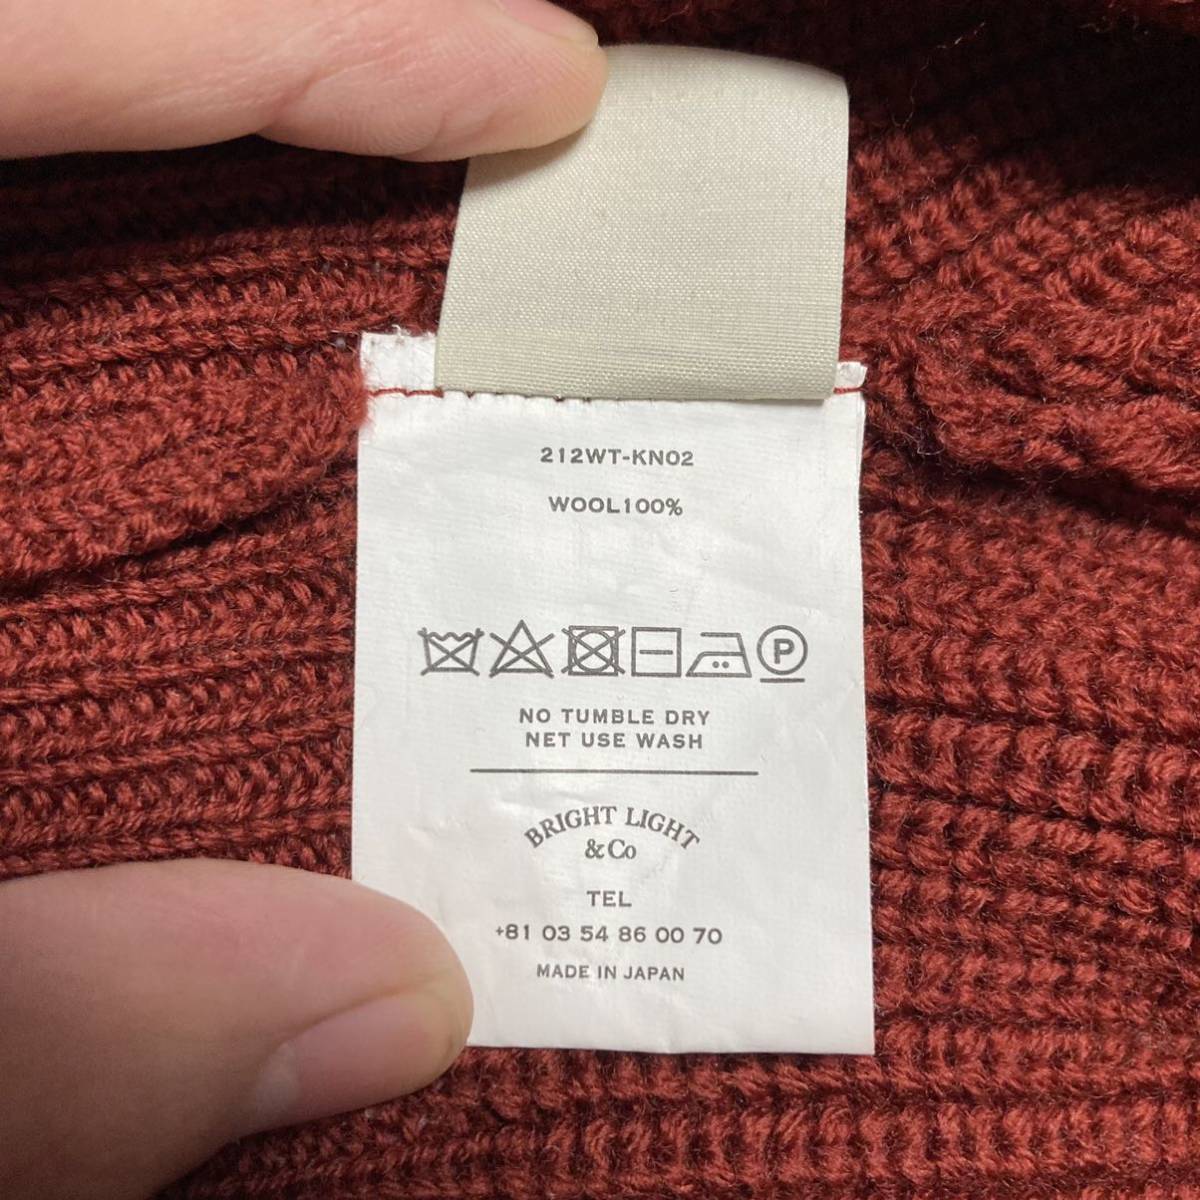 212WT-KN02
WOOL100%
P
NO TUMBLE DRY
NET USE WASH
BRIGHT LIGHT
&Co
TEL
+81 03 54 86 00 70
MADE IN JAPAN